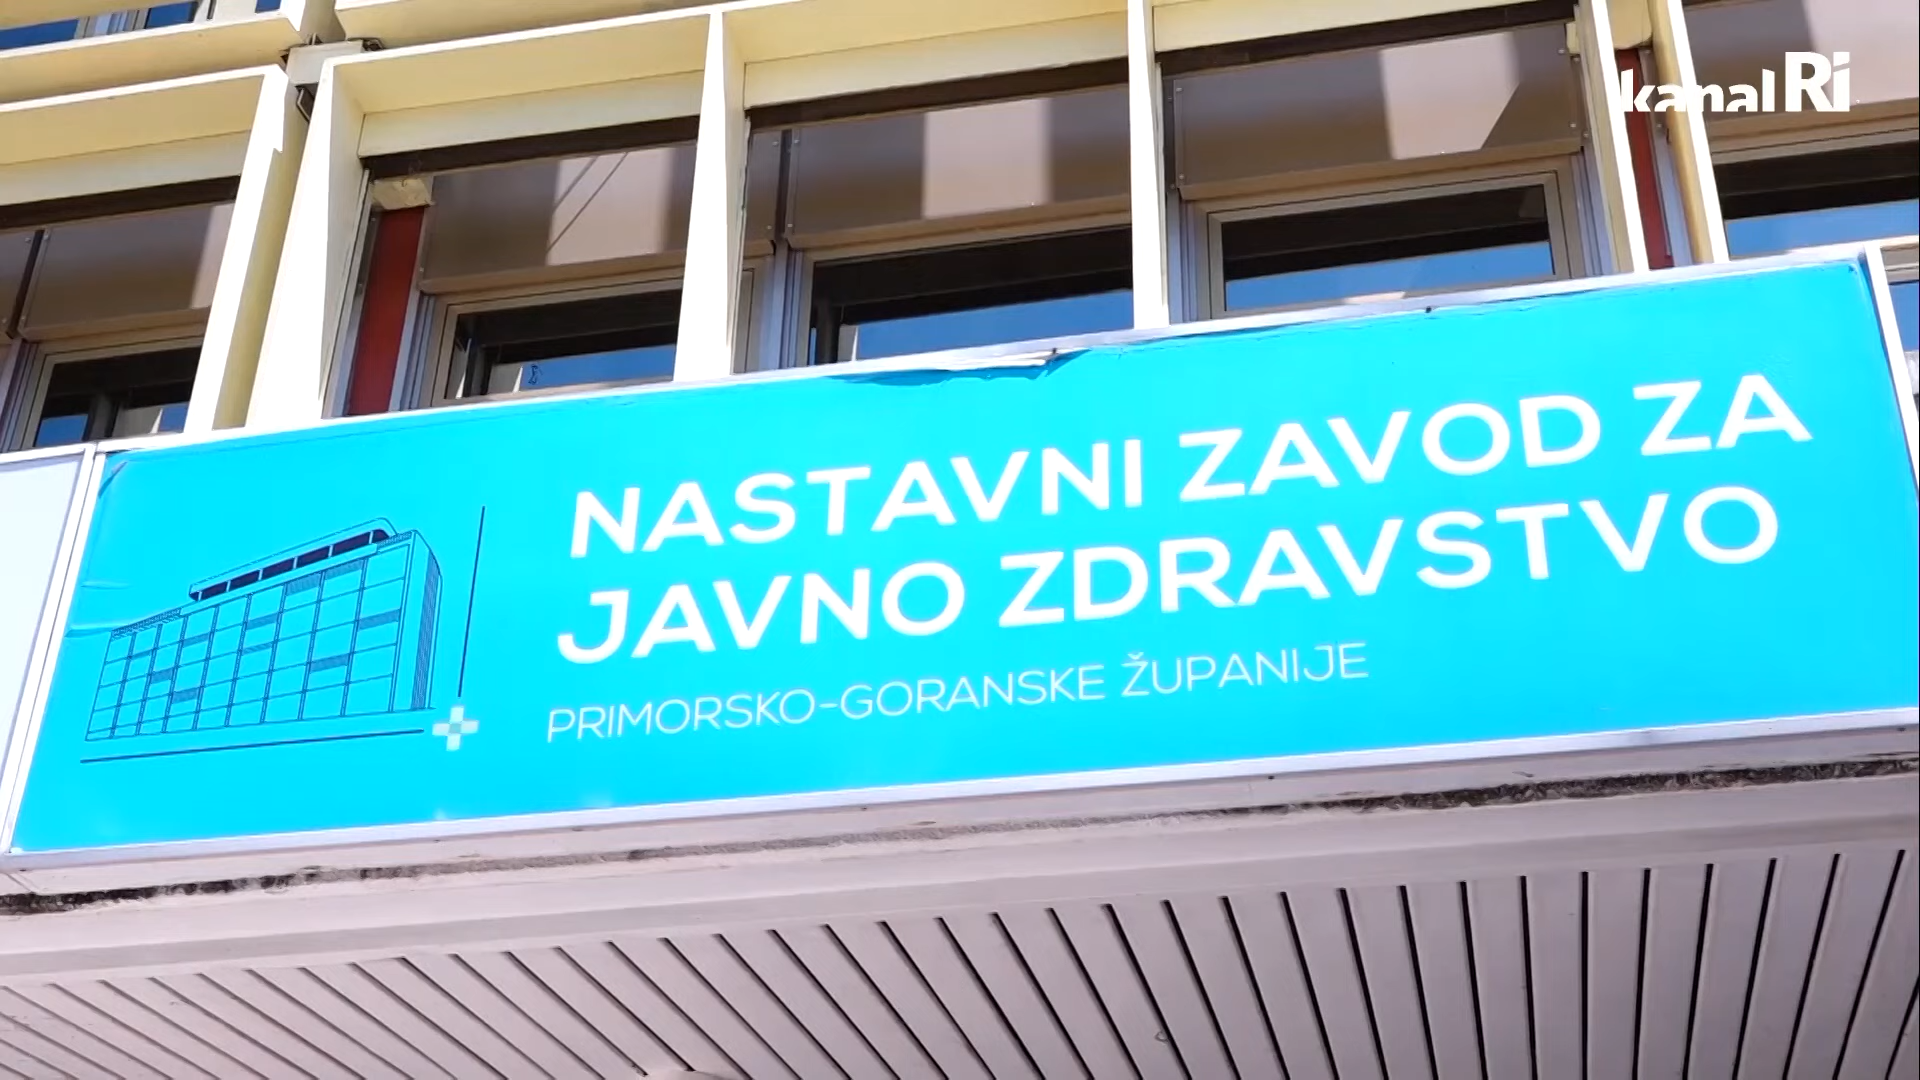 kanal Ri
NASTAVNI ZAVOD ZA
JAVNO ZDRAVSTVO
PRIMORSKO-GORANSKE ŽUPANIJE